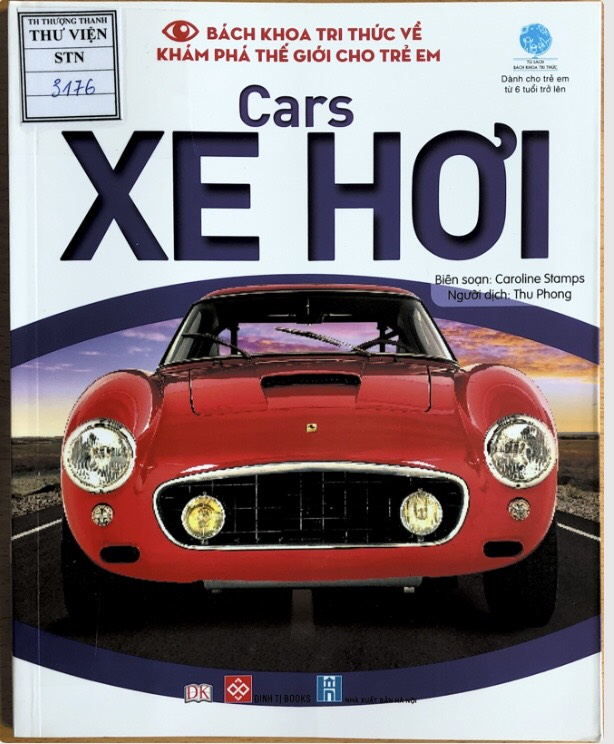 TH THƯỢNG THANH
THƯ VIỆN
STN
3176
BÁCH KHOA TRI THỨC VỀ
KHÁM PHÁ THẾ GIỚI CHO TRẺ EM
TỦ SÁCH
BÁCH KHOA TRI THỨC
Dành cho trẻ em
từ 6 tuổi trở lên
Cars
XE HƠI
Biên soạn: Caroline Stamps
Người dịch: Thu Phong
DK
ĐINH TỊ BOOKS
NHÀ XUẤT BẢN HÀ NỘI